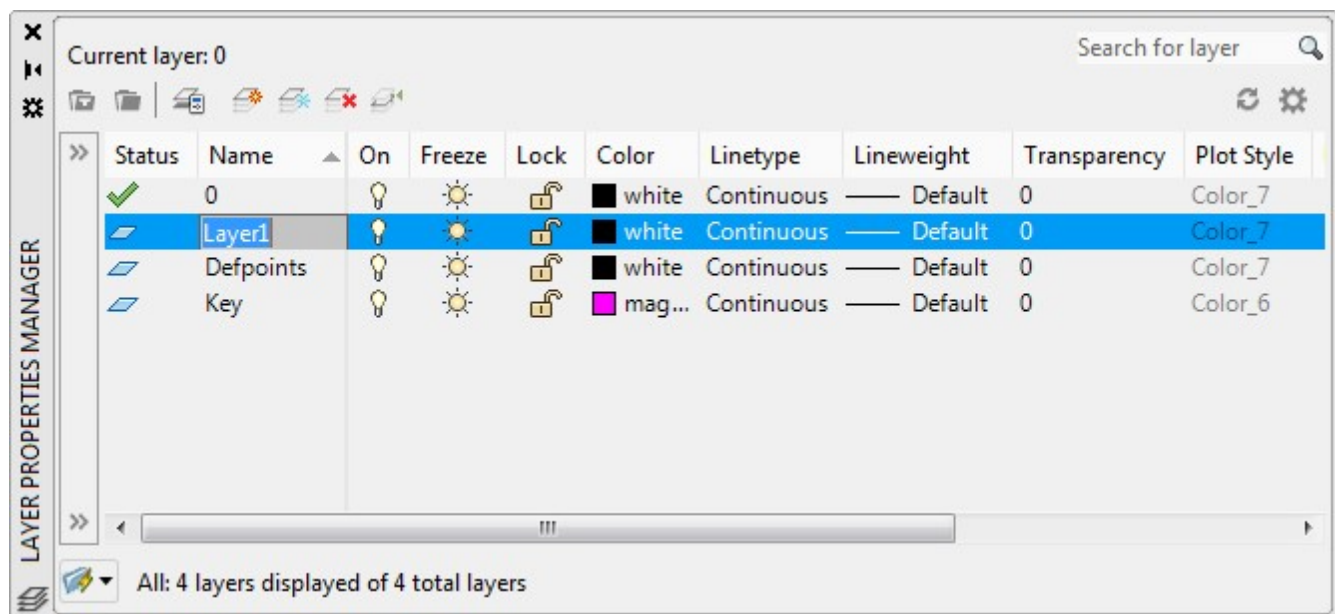 Current layer: 0
Search for layer
Status Name On Freeze Lock Color Linetype Lineweight Transparency Plot Style
0 white Continuous Default 0 Color_7
Layer1 white Continuous Default 0 Color_7
Defpoints white Continuous Default 0 Color_7
Key mag... Continuous Default 0 Color_6
LAYER PROPERTIES MANAGER
All: 4 layers displayed of 4 total layers